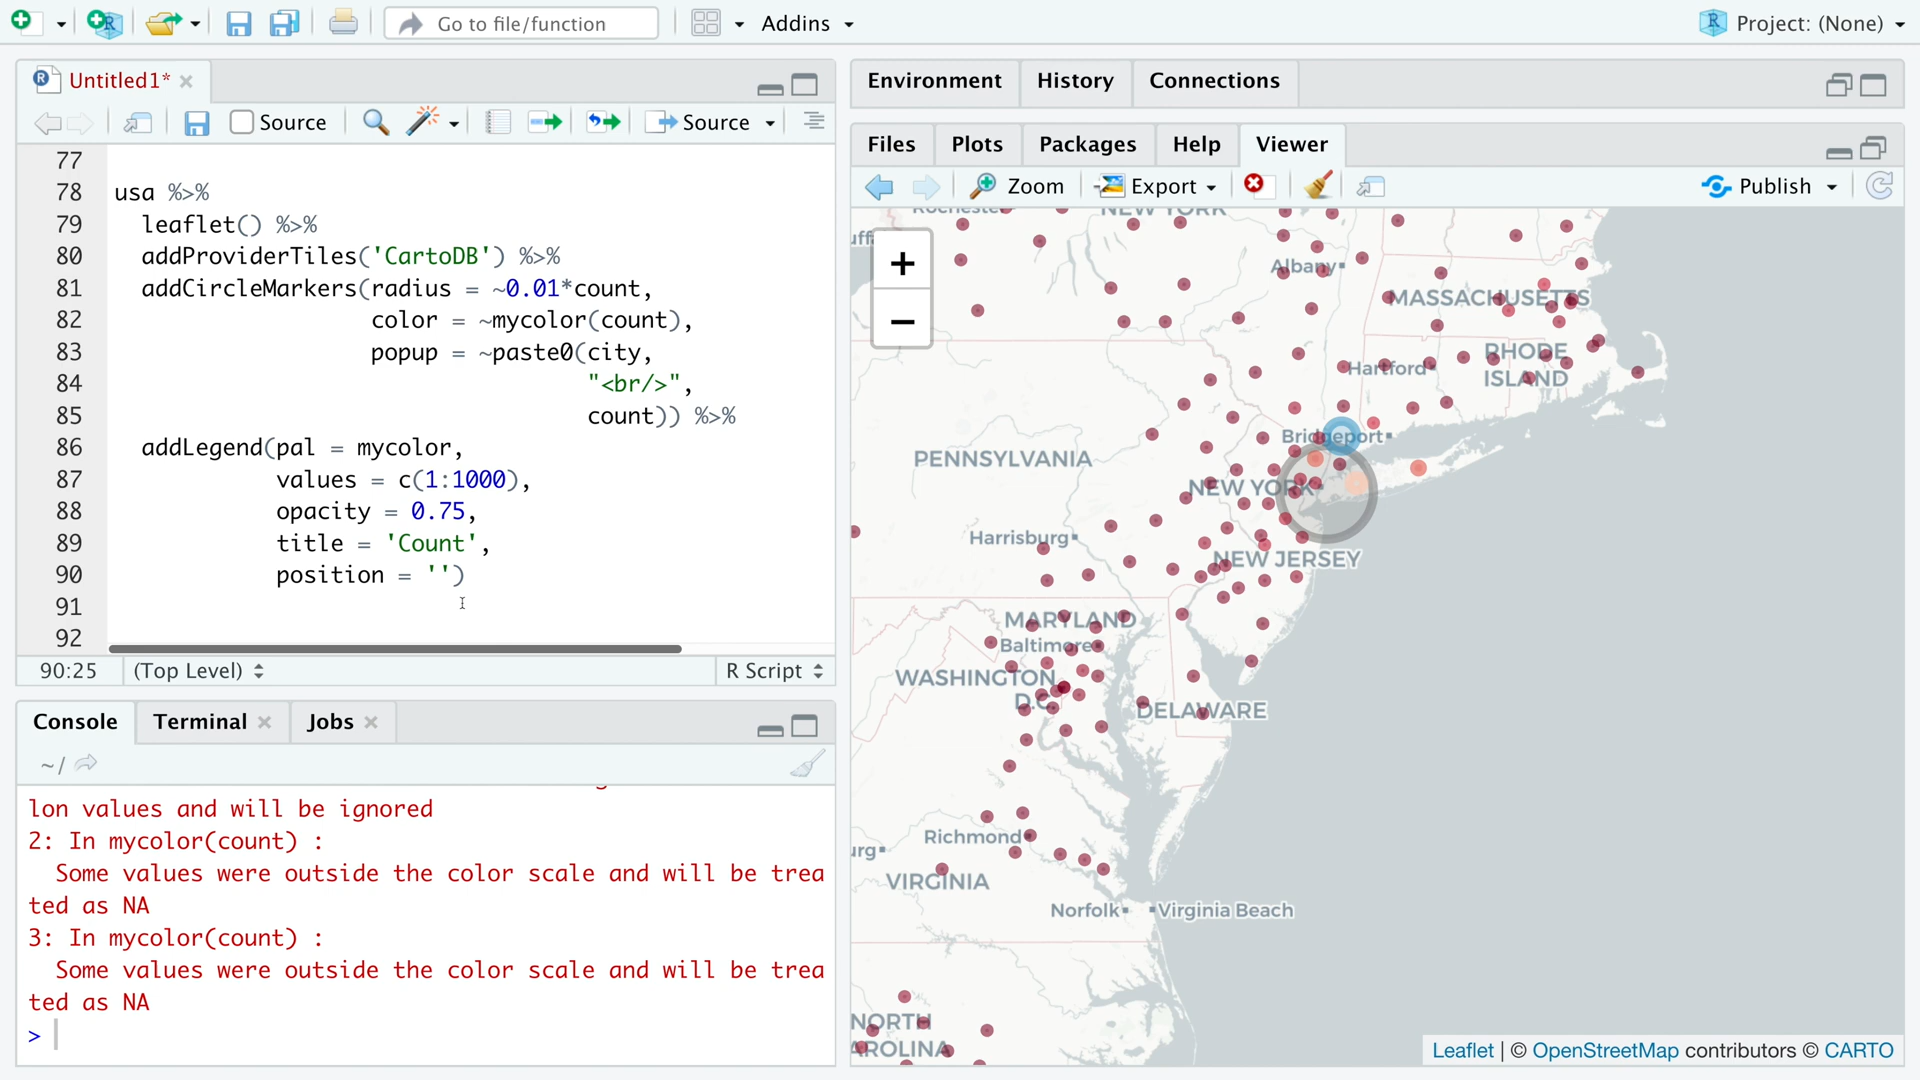 Go to file/function
Addins
Project: (None)
Untitled1*
Source
Source
77
78 usa %>%
79 leaflet() %>%
80 addProviderTiles('CartoDB') %>%
81 addCircleMarkers(radius = ~0.01*count,
82 color = ~mycolor(count),
83 popup = ~paste0(city,
84 "<br/>",
85 count)) %>%
86 addLegend(pal = mycolor,
87 values = c(1:1000),
88 opacity = 0.75,
89 title = 'Count',
90 position = '')
91
92
90:25 (Top Level) R Script
Console Terminal Jobs
~/
lon values and will be ignored
2: In mycolor(count) :
Some values were outside the color scale and will be trea
ted as NA
3: In mycolor(count) :
Some values were outside the color scale and will be trea
ted as NA
>
Environment History Connections
Files Plots Packages Help Viewer
Zoom Export Publish
NEW YORK
+
−
Albany
MASSACHUSETTS
RHODE
ISLAND
Hartford
Bridgeport
PENNSYLVANIA
NEW YORK
Harrisburg
NEW JERSEY
MARYLAND
Baltimore
WASHINGTON
D.C.
DELAWARE
Richmond
urg
VIRGINIA
Norfolk
Virginia Beach
NORTH
AROLINA
Leaflet | © OpenStreetMap contributors © CARTO